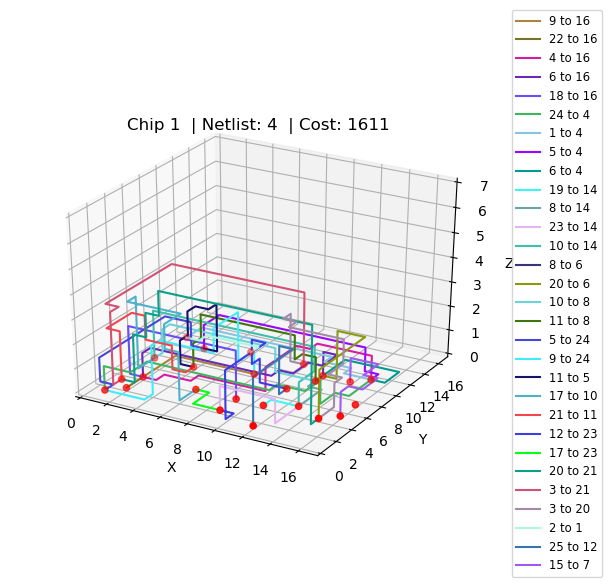 Chip 1 | Netlist: 4 | Cost: 1611
7
6
5
Z
4
3
2
1
0
0
2
4
6
8
10
12
14
16
X
0
2
4
6
8
10
12
14
16
Y
9 to 16
22 to 16
4 to 16
6 to 16
18 to 16
24 to 4
1 to 4
5 to 4
6 to 4
19 to 14
8 to 14
23 to 14
10 to 14
8 to 6
20 to 6
10 to 8
11 to 8
5 to 24
9 to 24
11 to 5
17 to 10
21 to 11
12 to 23
17 to 23
20 to 21
3 to 21
3 to 20
2 to 1
25 to 12
15 to 7